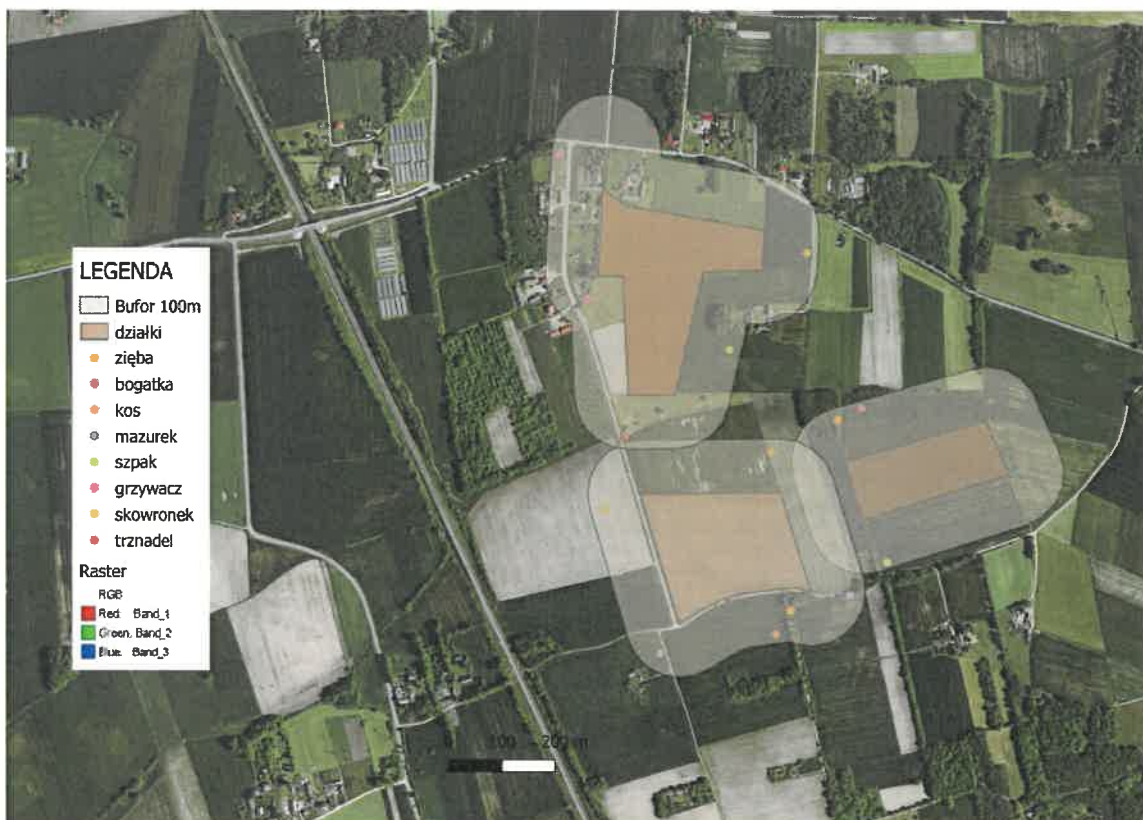 LEGENDA
Bufor 100m
działki
zięba
bogatka
kos
mazurek
szpak
grzywacz
skowronek
trznadel
Raster
RGB
Red: Band_1
Green: Band_2
Blue: Band_3
0 100 200 m